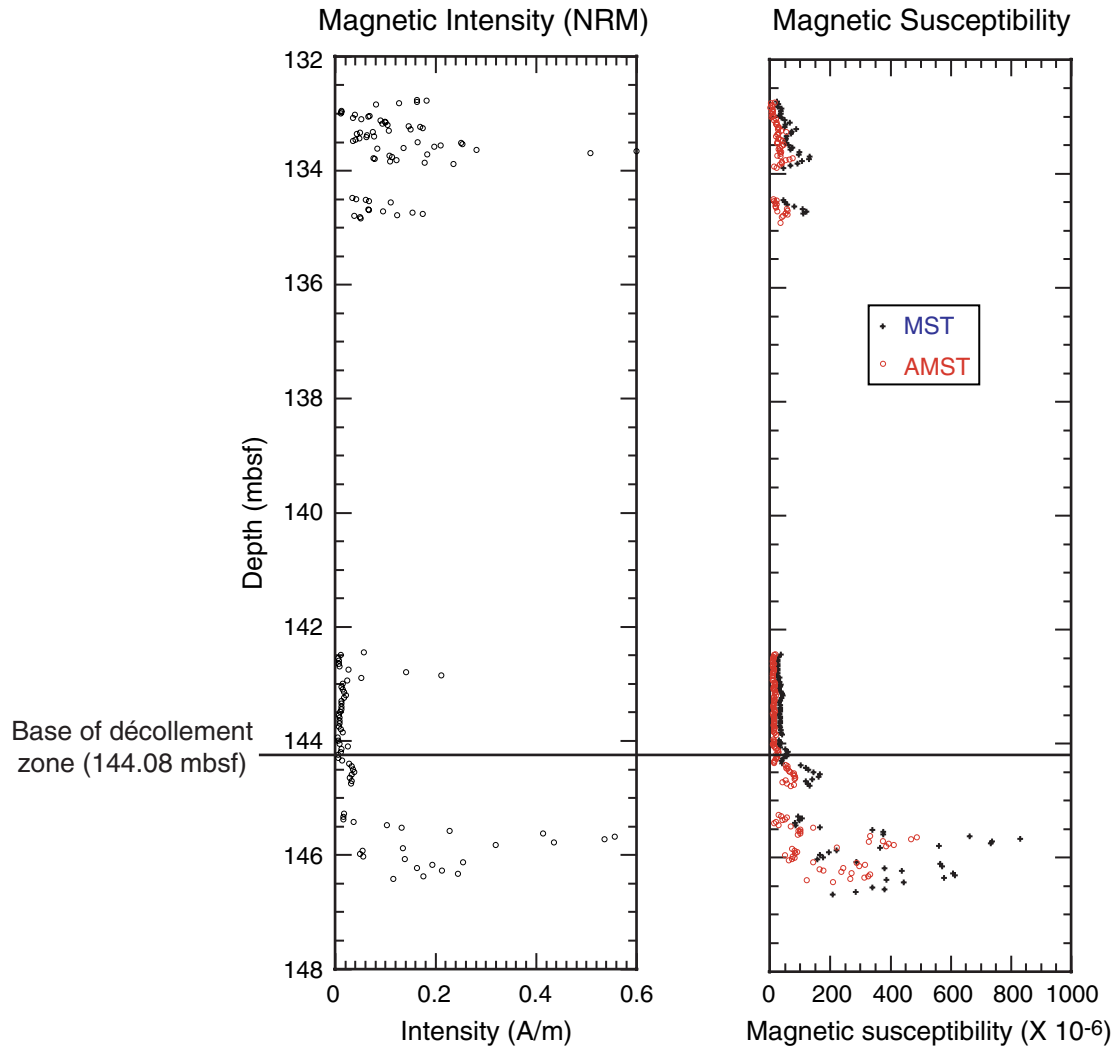 Magnetic Intensity (NRM)
Magnetic Susceptibility
132
134
136
138
140
142
144
146
148
Depth (mbsf)
MST
AMST
Base of décollement
zone (144.08 mbsf)
0 0.2 0.4 0.6
Intensity (A/m)
0 200 400 600 800 1000
Magnetic susceptibility (X 10-6)